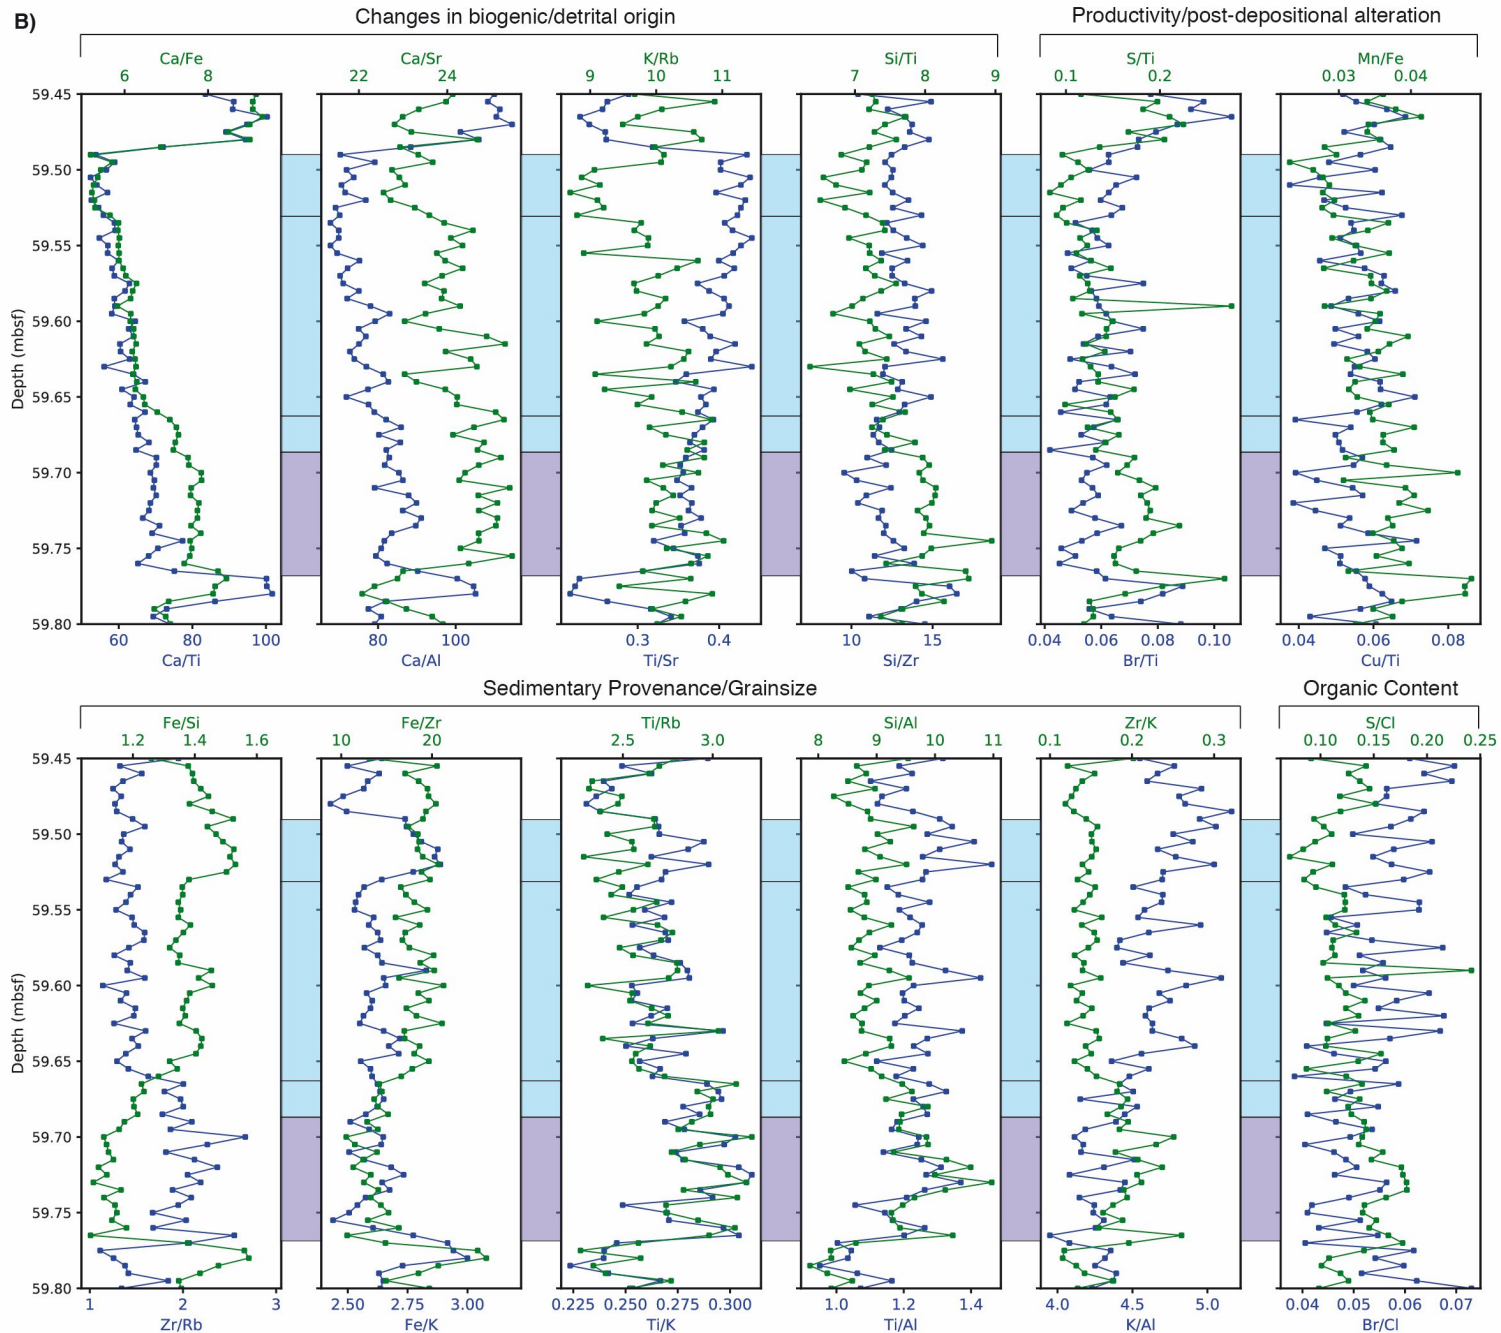 B)
Changes in biogenic/detrital origin
Productivity/post-depositional alteration
Ca/Fe
Ca/Sr
K/Rb
Si/Ti
S/Ti
Mn/Fe
6 8
22 24
9 10 11
7 8 9
0.1 0.2
0.03 0.04
59.45
59.50
59.55
59.60
59.65
59.70
59.75
59.80
Depth (mbsf)
60 80 100
80 100
0.3 0.4
10 15
0.04 0.06 0.08 0.10
0.04 0.06 0.08
Ca/Ti
Ca/Al
Ti/Sr
Si/Zr
Br/Ti
Cu/Ti
Sedimentary Provenance/Grainsize
Organic Content
Fe/Si
Fe/Zr
Ti/Rb
Si/Al
Zr/K
S/Cl
1.2 1.4 1.6
10 20
2.5 3.0
8 9 10 11
0.1 0.2 0.3
0.10 0.15 0.20 0.25
59.45
59.50
59.55
59.60
59.65
59.70
59.75
59.80
Depth (mbsf)
1 2 3
2.50 2.75 3.00
0.225 0.250 0.275 0.300
1.0 1.2 1.4
4.0 4.5 5.0
0.04 0.05 0.06 0.07
Zr/Rb
Fe/K
Ti/K
Ti/Al
K/Al
Br/Cl